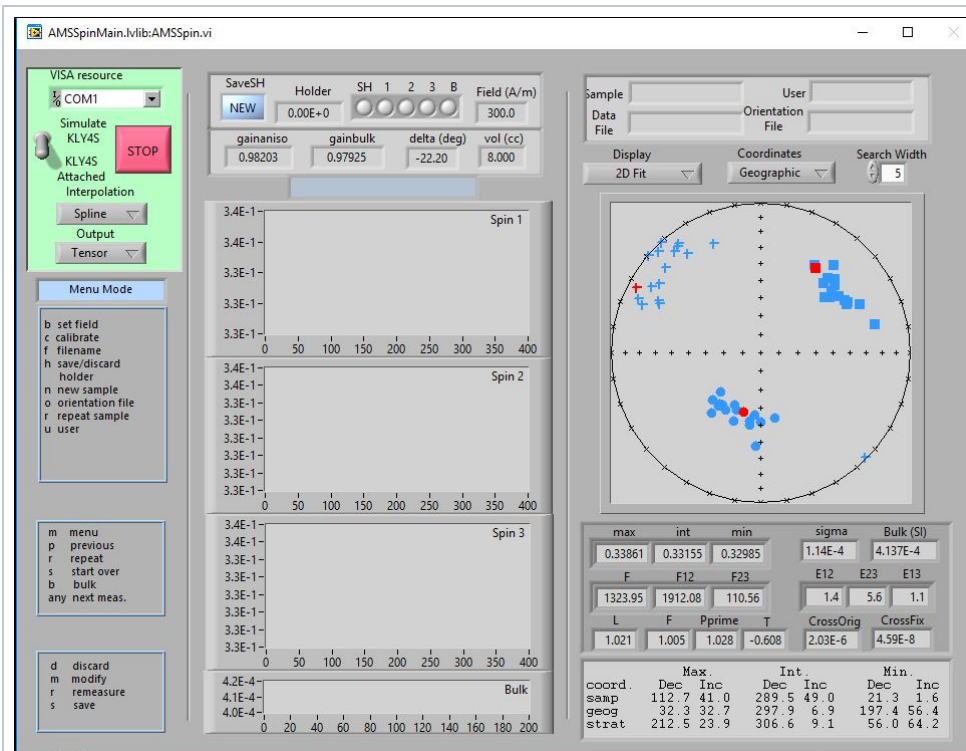 AMSSpinMain.lvlib:AMSSpin.vi
VISA resource
COM1
Simulate
KLY4S
STOP
KLY4S
Attached
Interpolation
Spline
Output
Tensor
Menu Mode
b set field
c calibrate
f filename
h save/discard
holder
n new sample
o orientation file
r repeat sample
u user
m menu
p previous
r repeat
s start over
b bulk
any next meas.
d discard
m modify
r remeasure
s save
SaveSH Holder SH 1 2 3 B Field (A/m)
NEW 0.00E+0 300.0
gainaniso gainbulk delta (deg) vol (cc)
0.98203 0.97925 -22.20 8.000
Spin 1
3.4E-1
3.4E-1
3.3E-1
3.3E-1
3.3E-1
0 50 100 150 200 250 300 350 400
Spin 2
3.4E-1
3.4E-1
3.3E-1
3.3E-1
3.3E-1
3.3E-1
3.3E-1
3.3E-1
0 50 100 150 200 250 300 350 400
Spin 3
3.4E-1
3.4E-1
3.4E-1
3.3E-1
3.3E-1
3.3E-1
3.3E-1
3.3E-1
0 50 100 150 200 250 300 350 400
Bulk
4.2E-4
4.1E-4
4.0E-4
0 20 40 60 80 100 120 140 160 180 200
Sample User
Data File Orientation File
Display Coordinates Search Width
2D Fit Geographic 5
max int min sigma Bulk (SI)
0.33861 0.33155 0.32985 1.14E-4 4.137E-4
F F12 F23 E12 E23 E13
1323.95 1912.08 110.56 1.4 5.6 1.1
L F Pprime T CrossOrig CrossFix
1.021 1.005 1.028 -0.608 2.03E-6 4.59E-8
Max. Int. Min.
coord. Dec Inc Dec Inc Dec Inc
samp 112.7 41.0 289.5 49.0 21.3 1.6
geog 32.3 32.7 297.9 6.9 197.4 56.4
strat 212.5 23.9 306.6 9.1 56.0 64.2